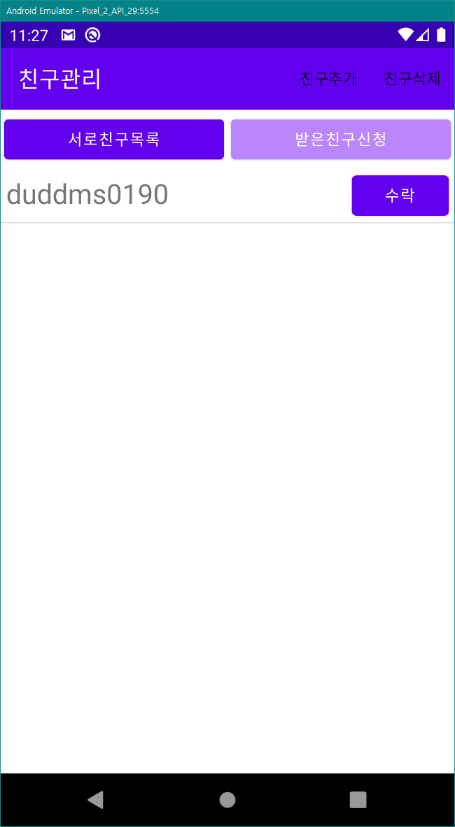 Android Emulator - Pixel_2_API_29:5554
11:27
친구관리 친구추가 친구삭제
서로친구목록 받은친구신청
duddms0190 수락